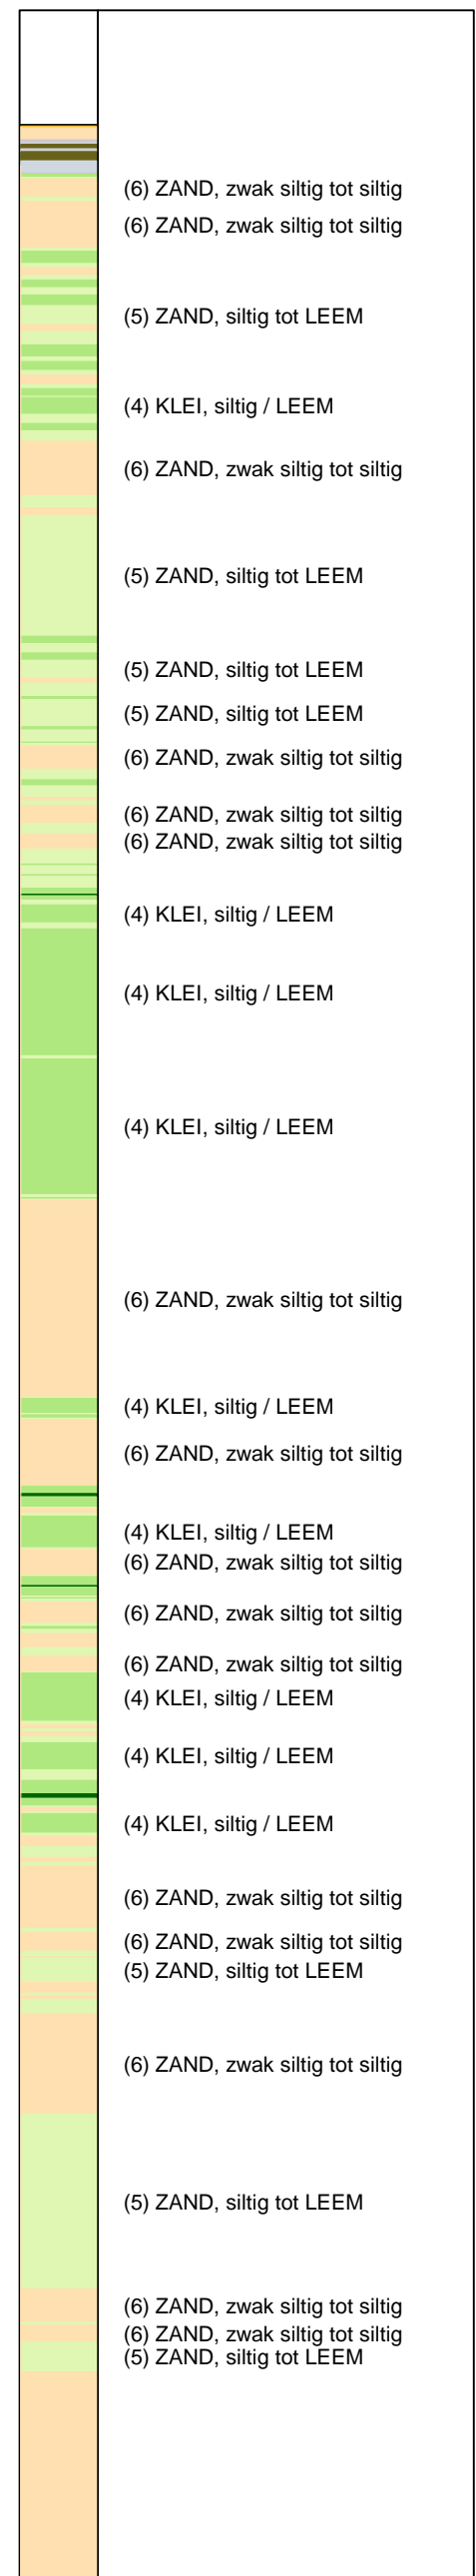 (6) ZAND, zwak siltig tot siltig
(6) ZAND, zwak siltig tot siltig
(5) ZAND, siltig tot LEEM
(4) KLEI, siltig / LEEM
(6) ZAND, zwak siltig tot siltig
(5) ZAND, siltig tot LEEM
(5) ZAND, siltig tot LEEM
(5) ZAND, siltig tot LEEM
(6) ZAND, zwak siltig tot siltig
(6) ZAND, zwak siltig tot siltig
(6) ZAND, zwak siltig tot siltig
(4) KLEI, siltig / LEEM
(4) KLEI, siltig / LEEM
(4) KLEI, siltig / LEEM
(6) ZAND, zwak siltig tot siltig
(4) KLEI, siltig / LEEM
(6) ZAND, zwak siltig tot siltig
(4) KLEI, siltig / LEEM
(6) ZAND, zwak siltig tot siltig
(6) ZAND, zwak siltig tot siltig
(6) ZAND, zwak siltig tot siltig
(4) KLEI, siltig / LEEM
(4) KLEI, siltig / LEEM
(4) KLEI, siltig / LEEM
(6) ZAND, zwak siltig tot siltig
(6) ZAND, zwak siltig tot siltig
(5) ZAND, siltig tot LEEM
(6) ZAND, zwak siltig tot siltig
(5) ZAND, siltig tot LEEM
(6) ZAND, zwak siltig tot siltig
(6) ZAND, zwak siltig tot siltig
(5) ZAND, siltig tot LEEM